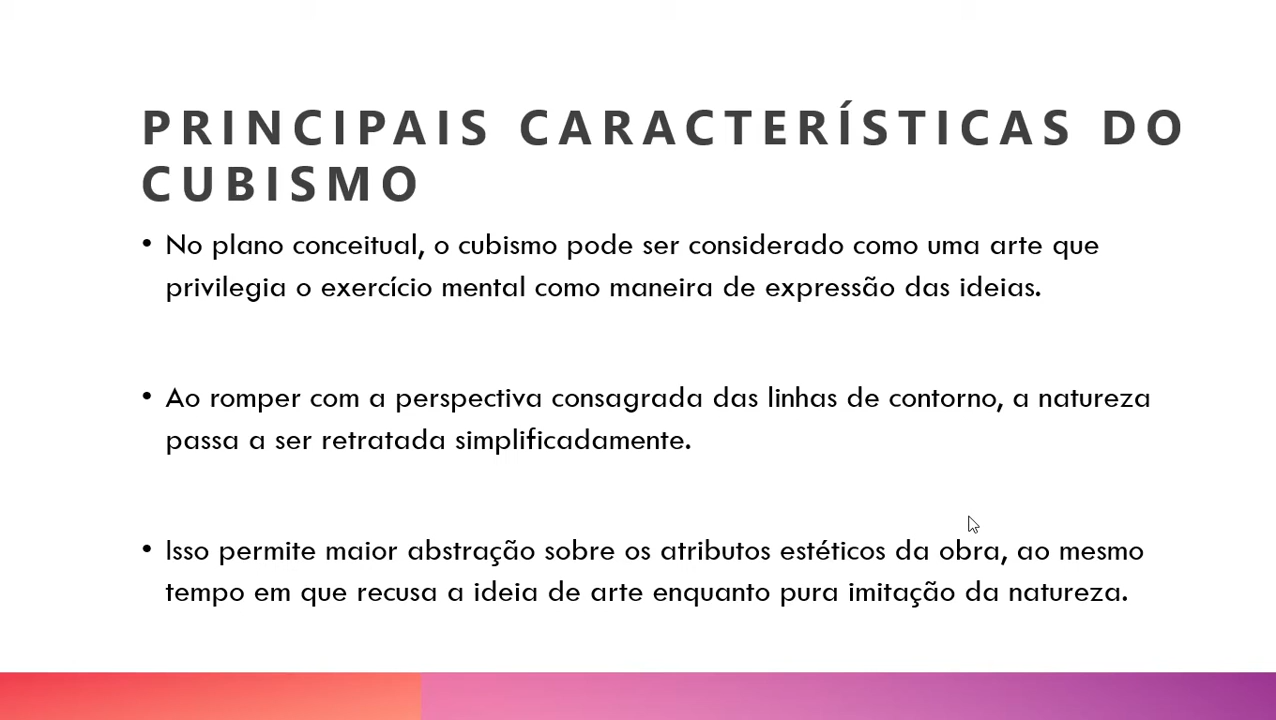 PRINCIPAIS CARACTERÍSTICAS DO
CUBISMO
• No plano conceitual, o cubismo pode ser considerado como uma arte que
privilegia o exercício mental como maneira de expressão das ideias.
• Ao romper com a perspectiva consagrada das linhas de contorno, a natureza
passa a ser retratada simplificadamente.
• Isso permite maior abstração sobre os atributos estéticos da obra, ao mesmo
tempo em que recusa a ideia de arte enquanto pura imitação da natureza.